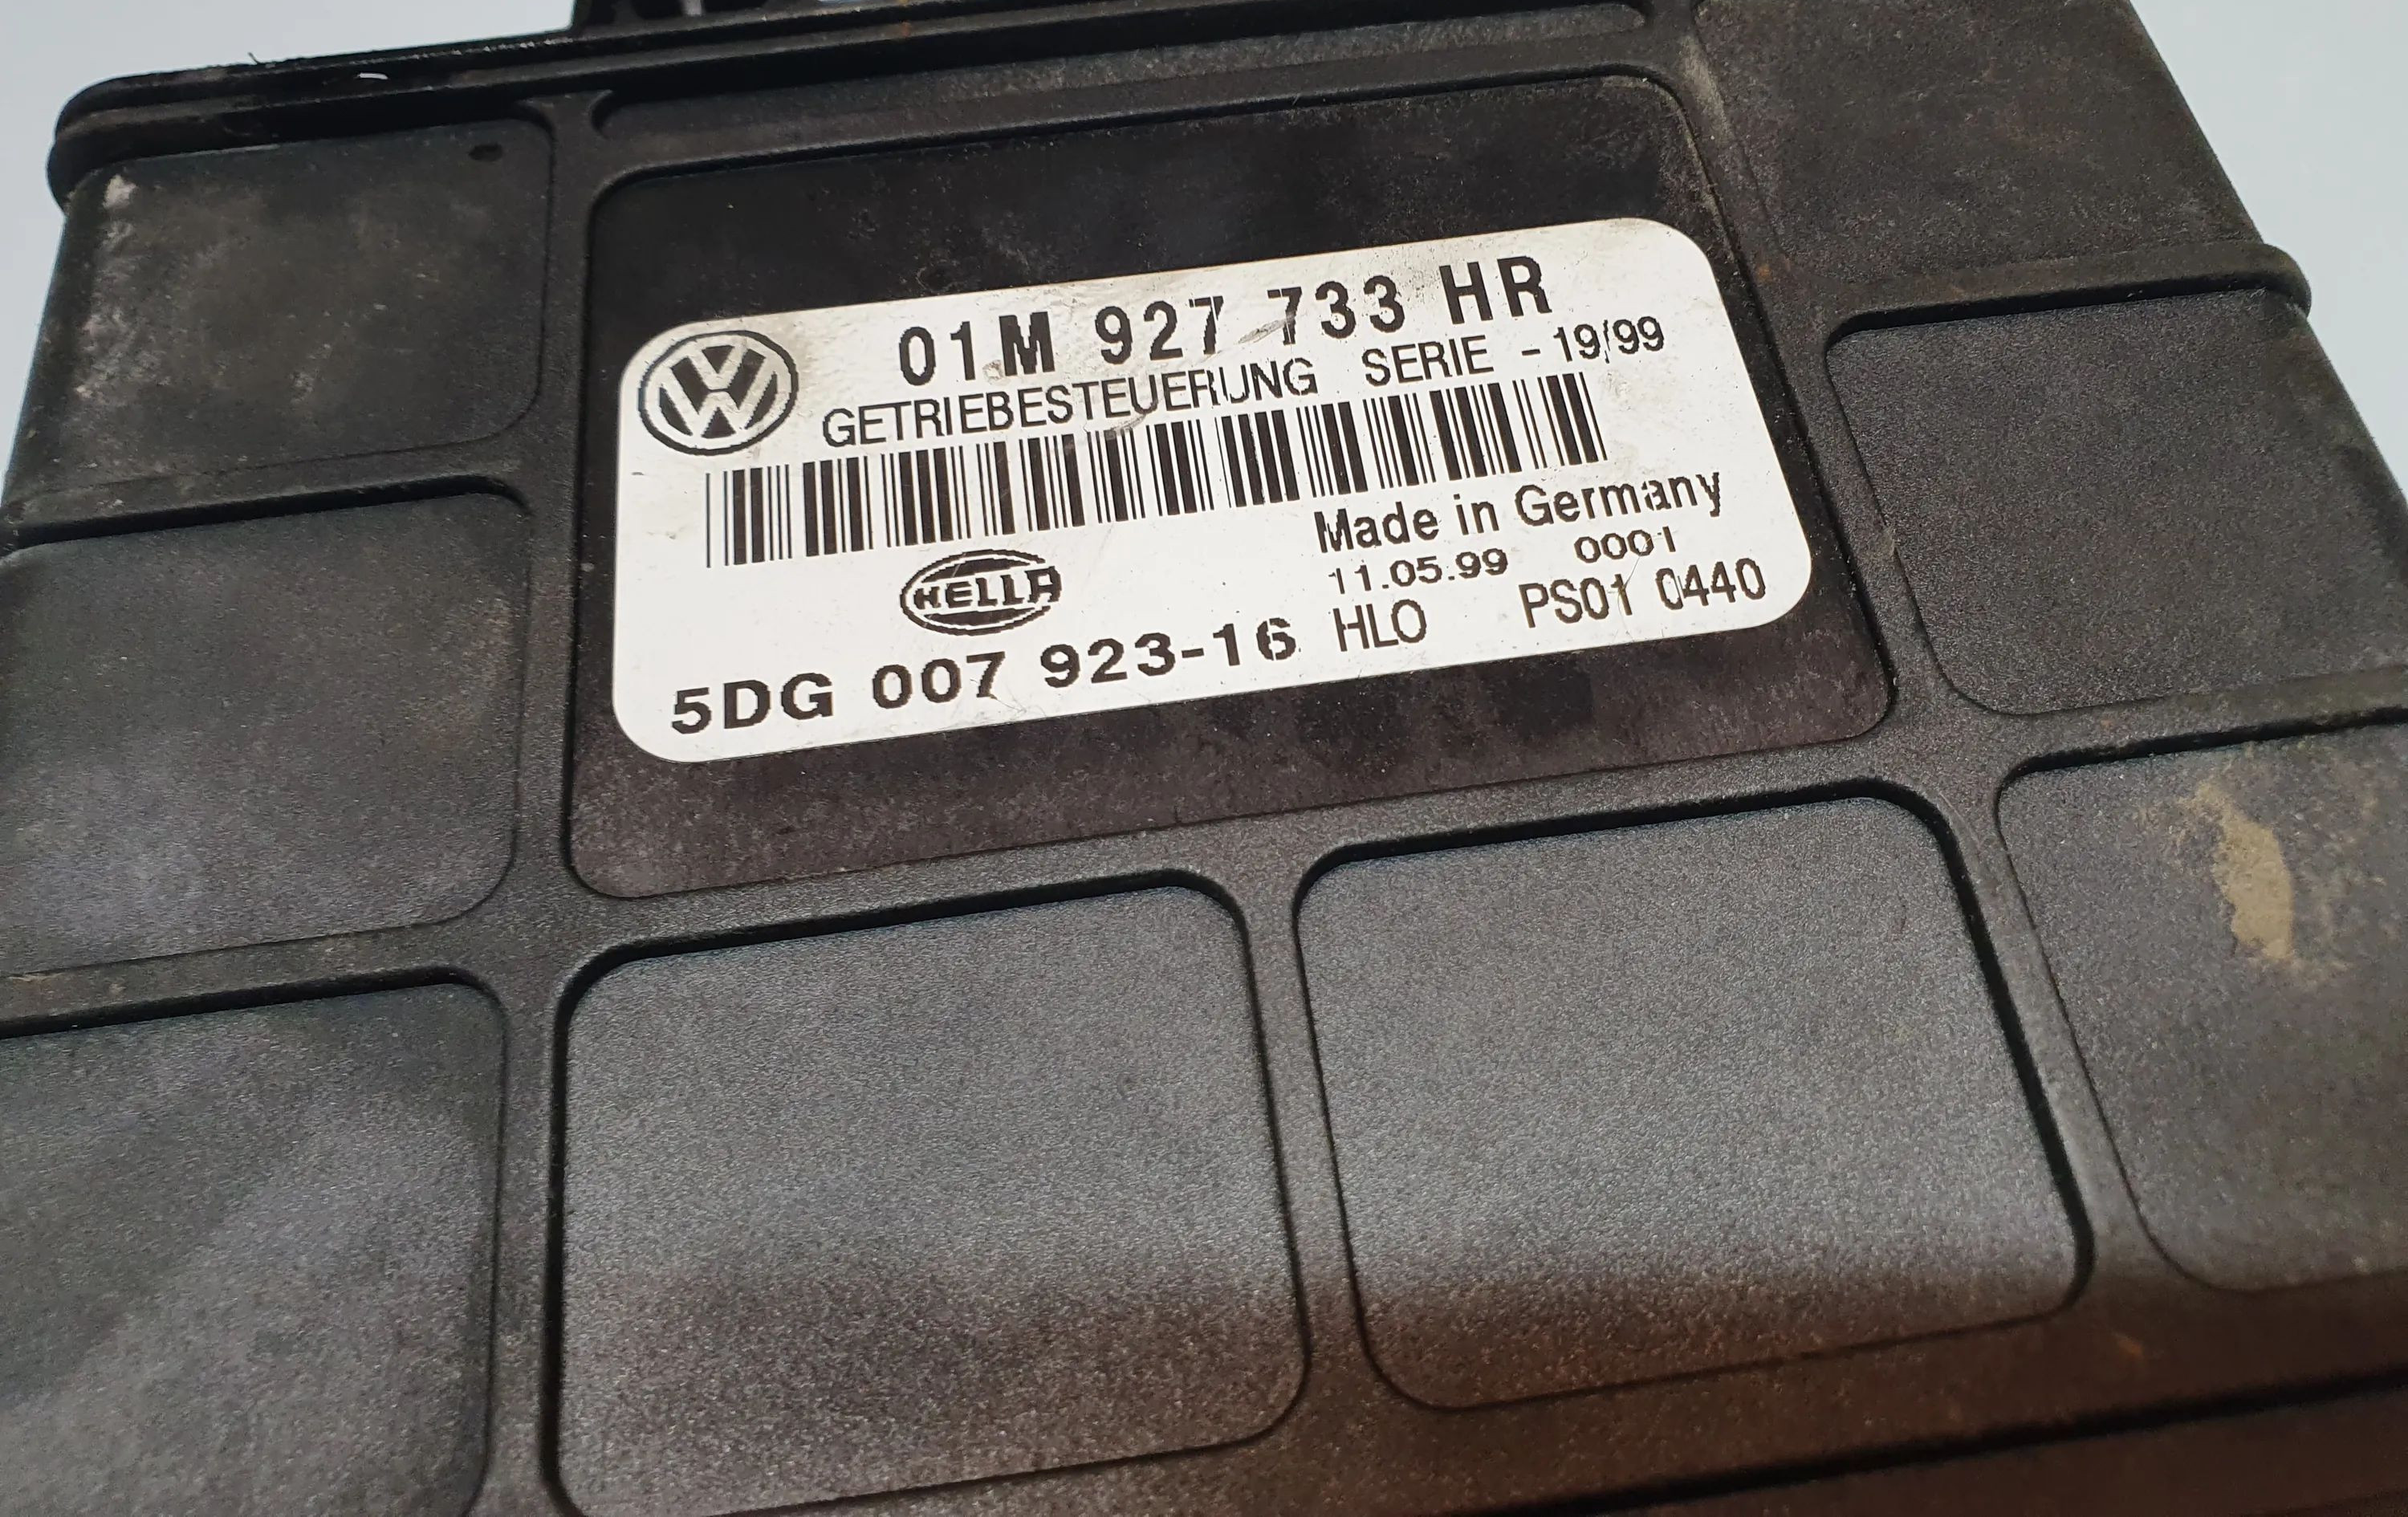 01M 927 733 HR
GETRIEBESTEUERUNG SERIE - 19/99
Made in Germany
11.05.99 0001
HELLA
5DG 007 923-16 HLO PS01 0440